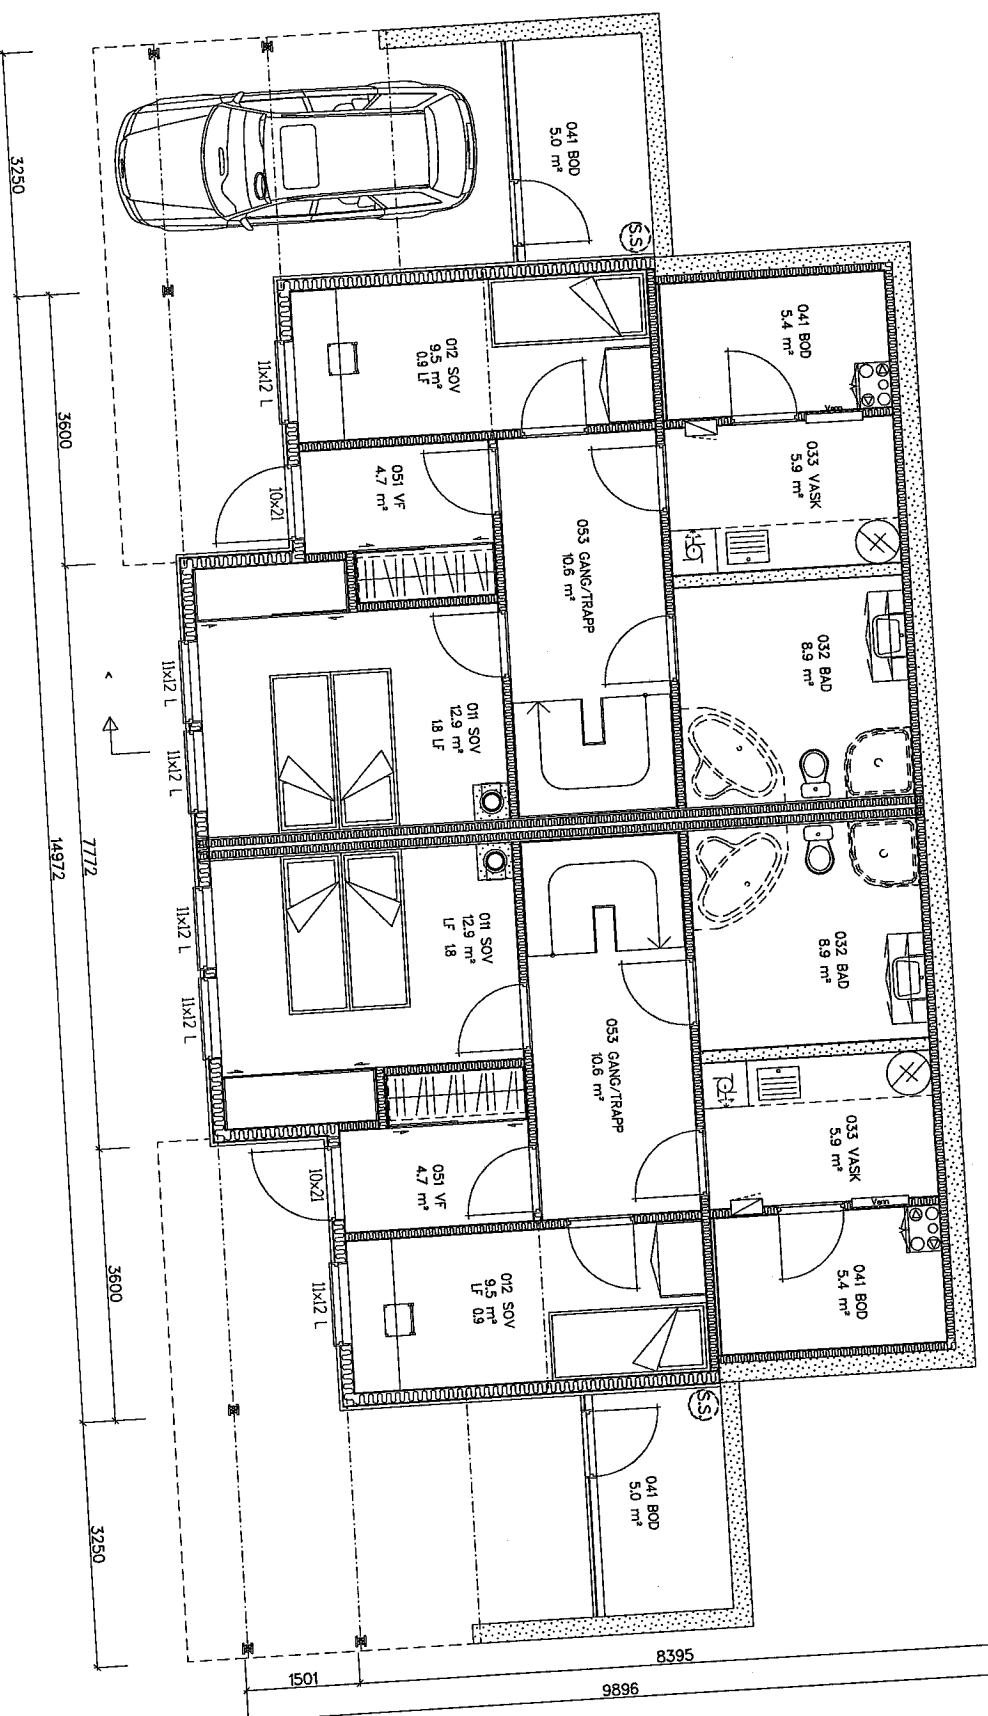 041 BOD
5.0 m²
S.S.
041 BOD
5.4 m²
012 SOV
9.5 m²
0.9 LF
11x12 L
Vann
033 VASK
5.9 m²
051 VF
4.7 m²
10x21
053 GANG/TRAPP
10.6 m²
032 BAD
8.9 m²
011 SOV
12.9 m²
1.8 LF
11x12 L
11x12 L
011 SOV
12.9 m²
LF 1.8
11x12 L
11x12 L
032 BAD
8.9 m²
053 GANG/TRAPP
10.6 m²
033 VASK
5.9 m²
Vann
051 VF
4.7 m²
10x21
012 SOV
9.5 m²
LF 0.9
11x12 L
041 BOD
5.4 m²
S.S.
041 BOD
5.0 m²
3250
3600
7772
14972
3600
3250
1501
8395
9896